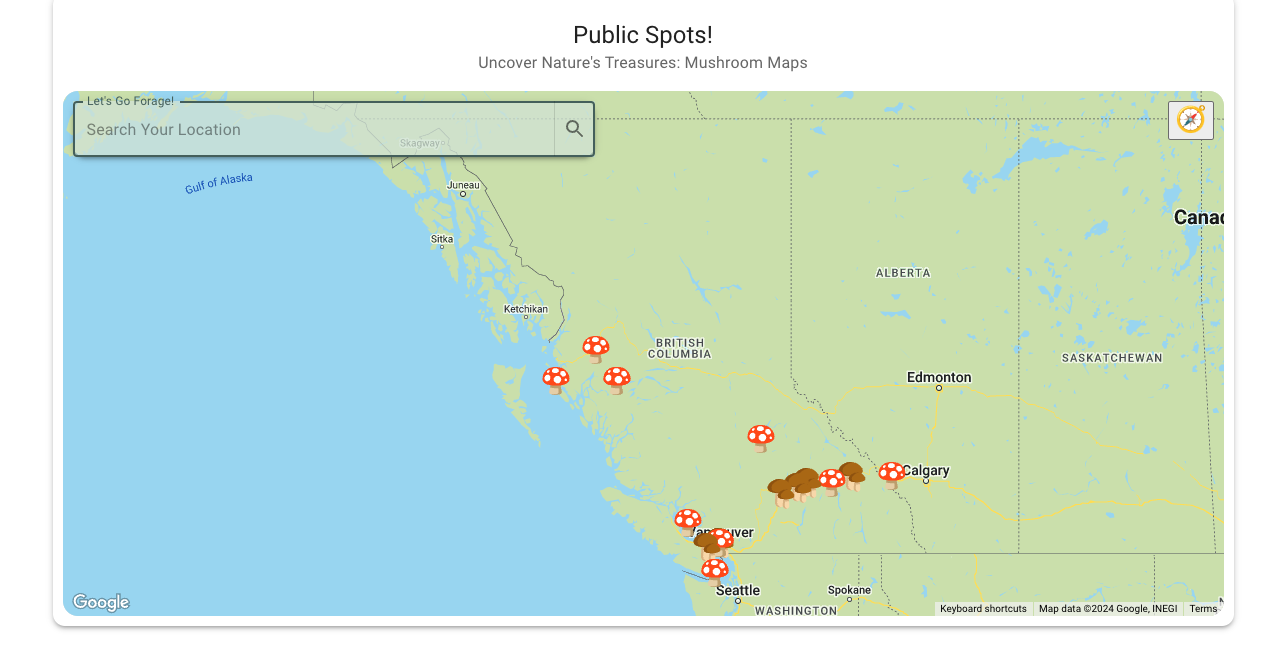 Public Spots!
Uncover Nature's Treasures: Mushroom Maps
Let's Go Forage!
Search Your Location
Skagway
Gulf of Alaska
Juneau
Sitka
Ketchikan
ALBERTA
BRITISH
COLUMBIA
SASKATCHEWAN
Edmonton
Calgary
Seattle
Spokane
WASHINGTON
Google
Keyboard shortcuts
Map data ©2024 Google, INEGI
Terms